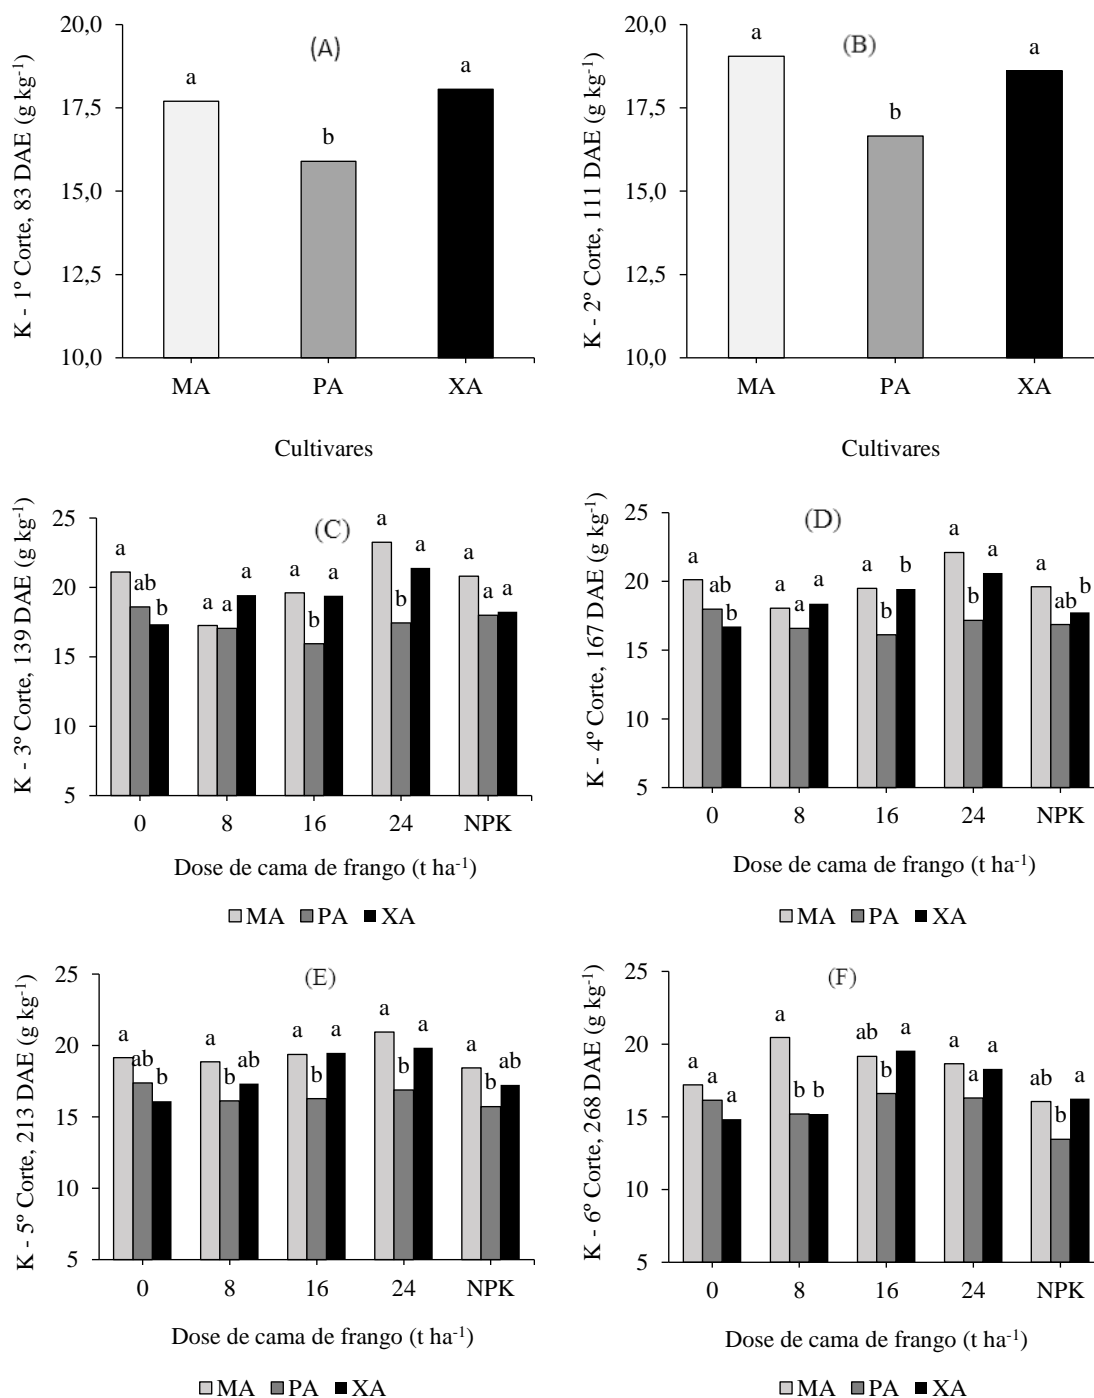 K - 1º Corte, 83 DAE (g kg⁻¹)
20,0
17,5
15,0
12,5
10,0
(A)
a
b
a
MA
PA
XA
Cultivares
K - 2º Corte, 111 DAE (g kg⁻¹)
20,0
17,5
15,0
12,5
10,0
(B)
a
b
a
MA
PA
XA
Cultivares
K - 3º Corte, 139 DAE (g kg⁻¹)
25
20
15
10
5
(C)
a ab b
a a a
a b a
a b a
a a a
0
8
16
24
NPK
Dose de cama de frango (t ha⁻¹)
MA PA XA
K - 4º Corte, 167 DAE (g kg⁻¹)
25
20
15
10
5
(D)
a ab b
a a a
a b b
a b a
a ab b
0
8
16
24
NPK
Dose de cama de frango (t ha⁻¹)
MA PA XA
K - 5º Corte, 213 DAE (g kg⁻¹)
25
20
15
10
5
(E)
a ab b
a b ab
a b a
a b a
a b ab
0
8
16
24
NPK
Dose de cama de frango (t ha⁻¹)
MA PA XA
K - 6º Corte, 268 DAE (g kg⁻¹)
25
20
15
10
5
(F)
a a a
a b b
ab b a
a a a
ab b a
0
8
16
24
NPK
Dose de cama de frango (t ha⁻¹)
MA PA XA